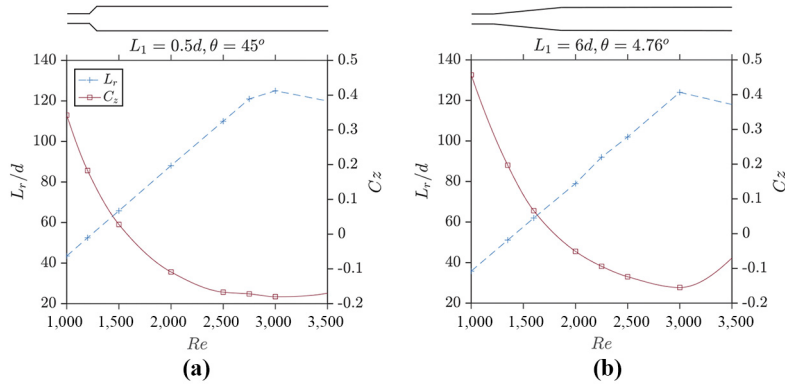 L₁ = 0.5d, θ = 45ᵒ
140
120
100
80
60
40
20
Lᵣ/d
Lᵣ
C_z
0.5
0.4
0.3
0.2
0.1
0
-0.1
-0.2
Cz
1,000 1,500 2,000 2,500 3,000 3,500
Re
(a)
L₁ = 6d, θ = 4.76ᵒ
140
120
100
80
60
40
20
Lᵣ/d
0.5
0.4
0.3
0.2
0.1
0
-0.1
-0.2
Cz
1,000 1,500 2,000 2,500 3,000 3,500
Re
(b)